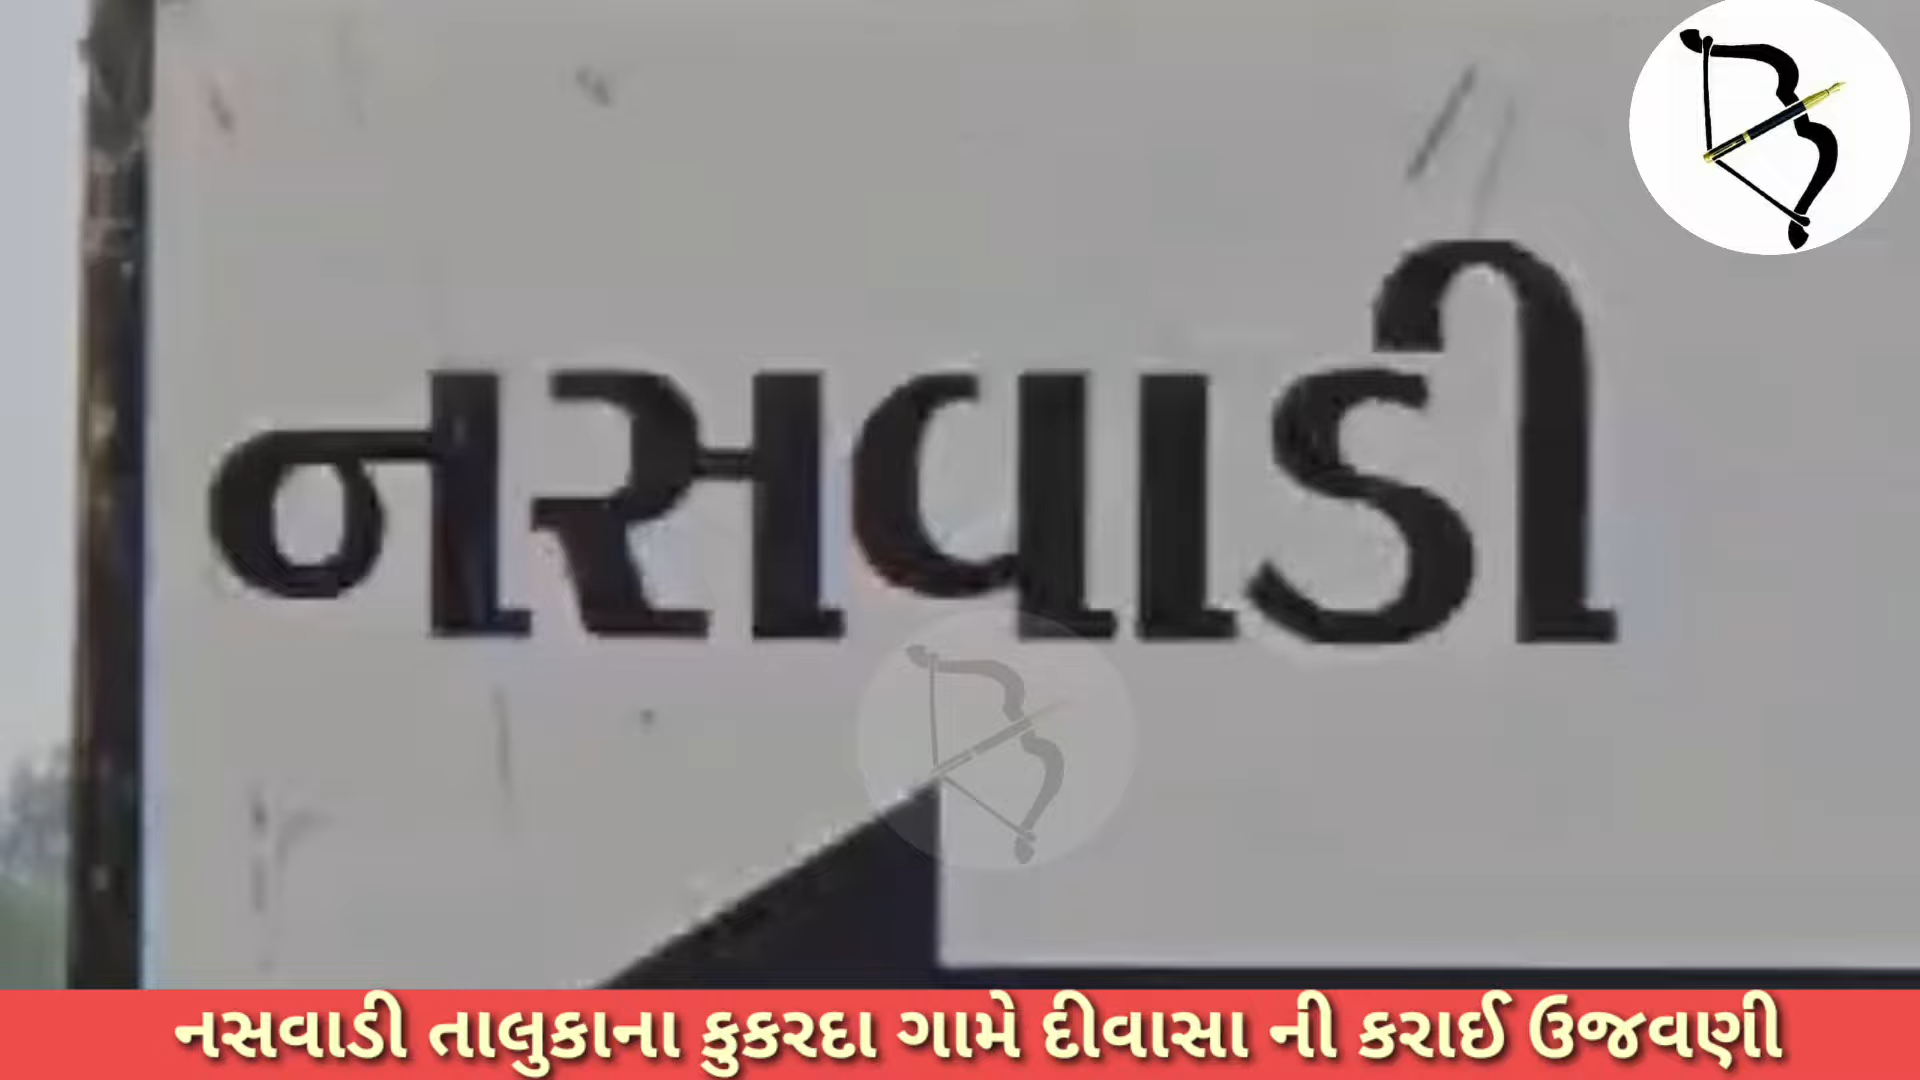 નસવાડી
નસવાડી તાલુકાના કુકરદા ગામે દીવાસા ની કરાઈ ઉજવણી